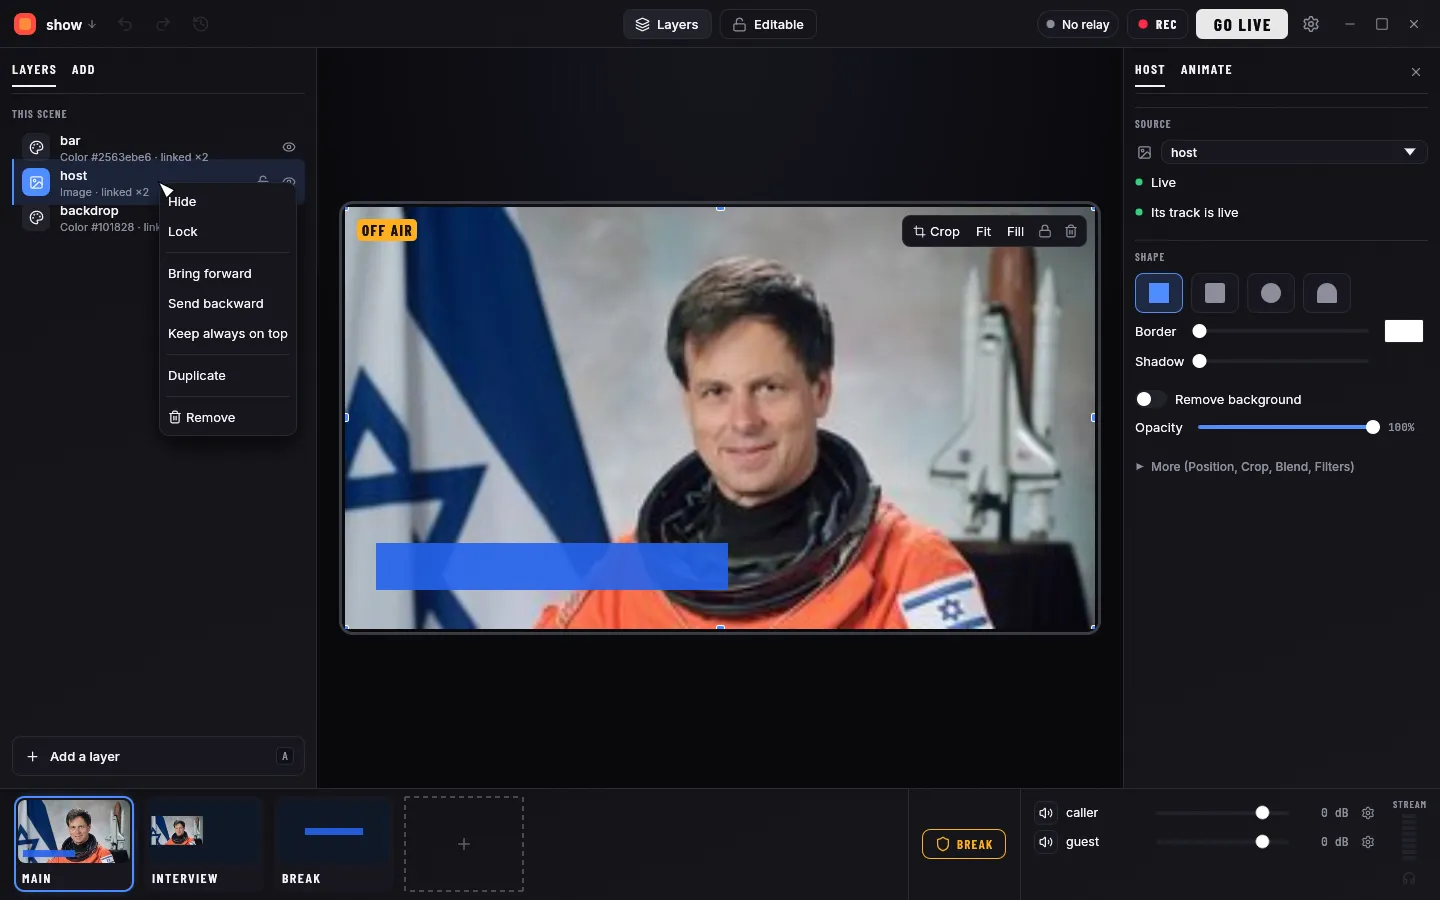 show
Layers
Editable
No relay
REC
GO LIVE
LAYERS
ADD
THIS SCENE
bar
Color #2563ebe6 · linked ×2
host
Image · linked ×2
backdrop
Color #101828 · link
Hide
Lock
Bring forward
Send backward
Keep always on top
Duplicate
Remove
Add a layer
A
OFF AIR
Crop
Fit
Fill
HOST
ANIMATE
SOURCE
host
Live
Its track is live
SHAPE
Border
Shadow
Remove background
Opacity
100%
More (Position, Crop, Blend, Filters)
MAIN
INTERVIEW
BREAK
BREAK
caller
0 dB
guest
0 dB
STREAM